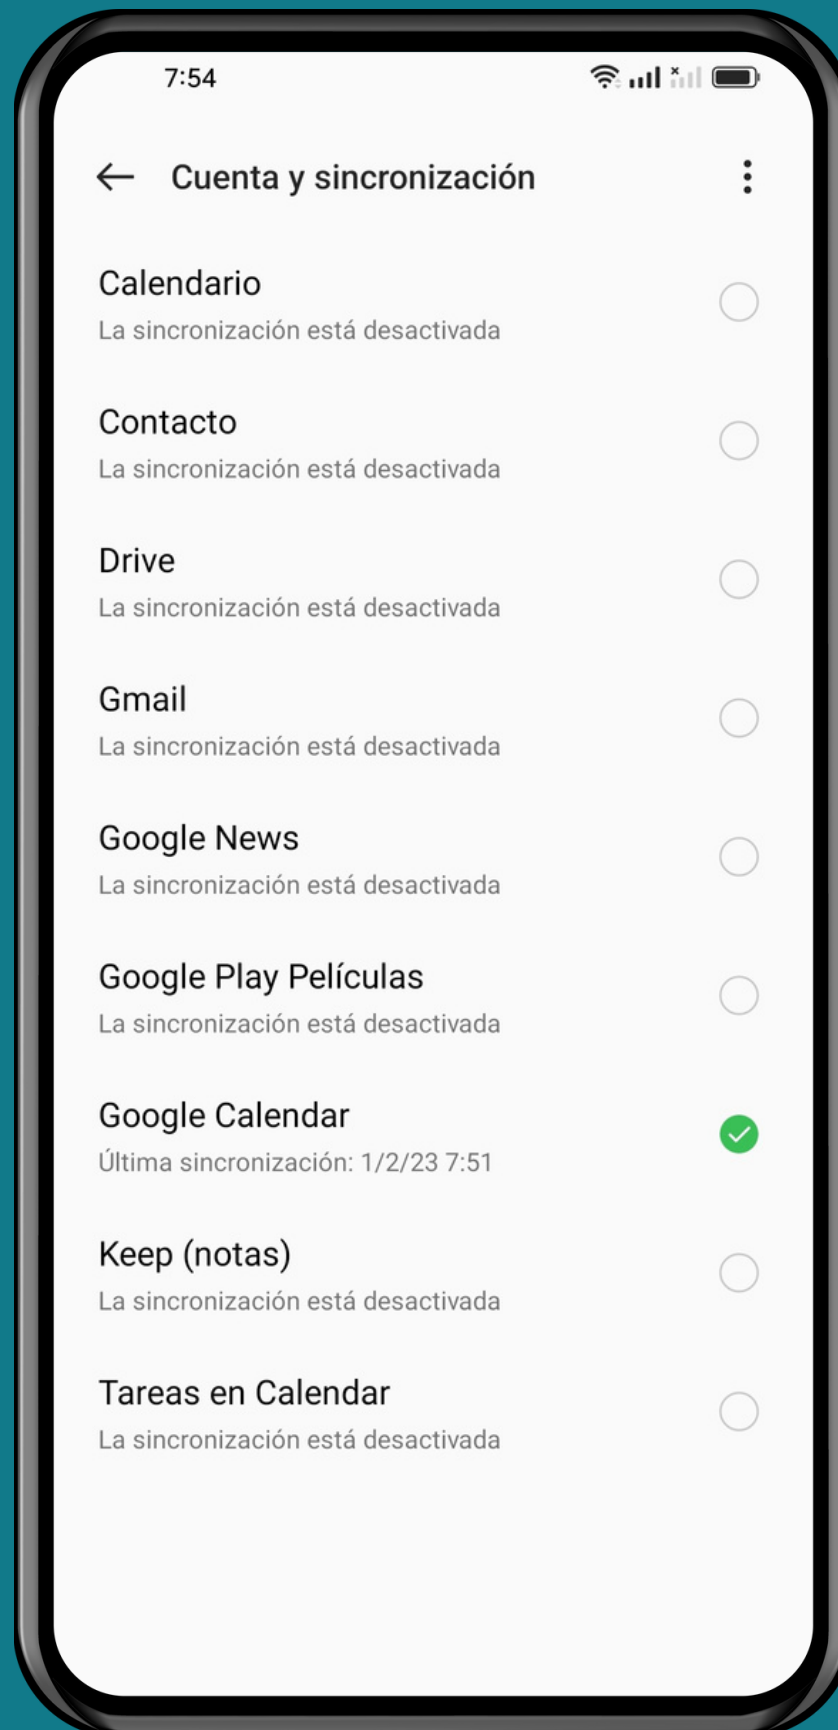 7:54
Cuenta y sincronización
Calendario
La sincronización está desactivada
Contacto
La sincronización está desactivada
Drive
La sincronización está desactivada
Gmail
La sincronización está desactivada
Google News
La sincronización está desactivada
Google Play Películas
La sincronización está desactivada
Google Calendar
Última sincronización: 1/2/23 7:51
Keep (notas)
La sincronización está desactivada
Tareas en Calendar
La sincronización está desactivada